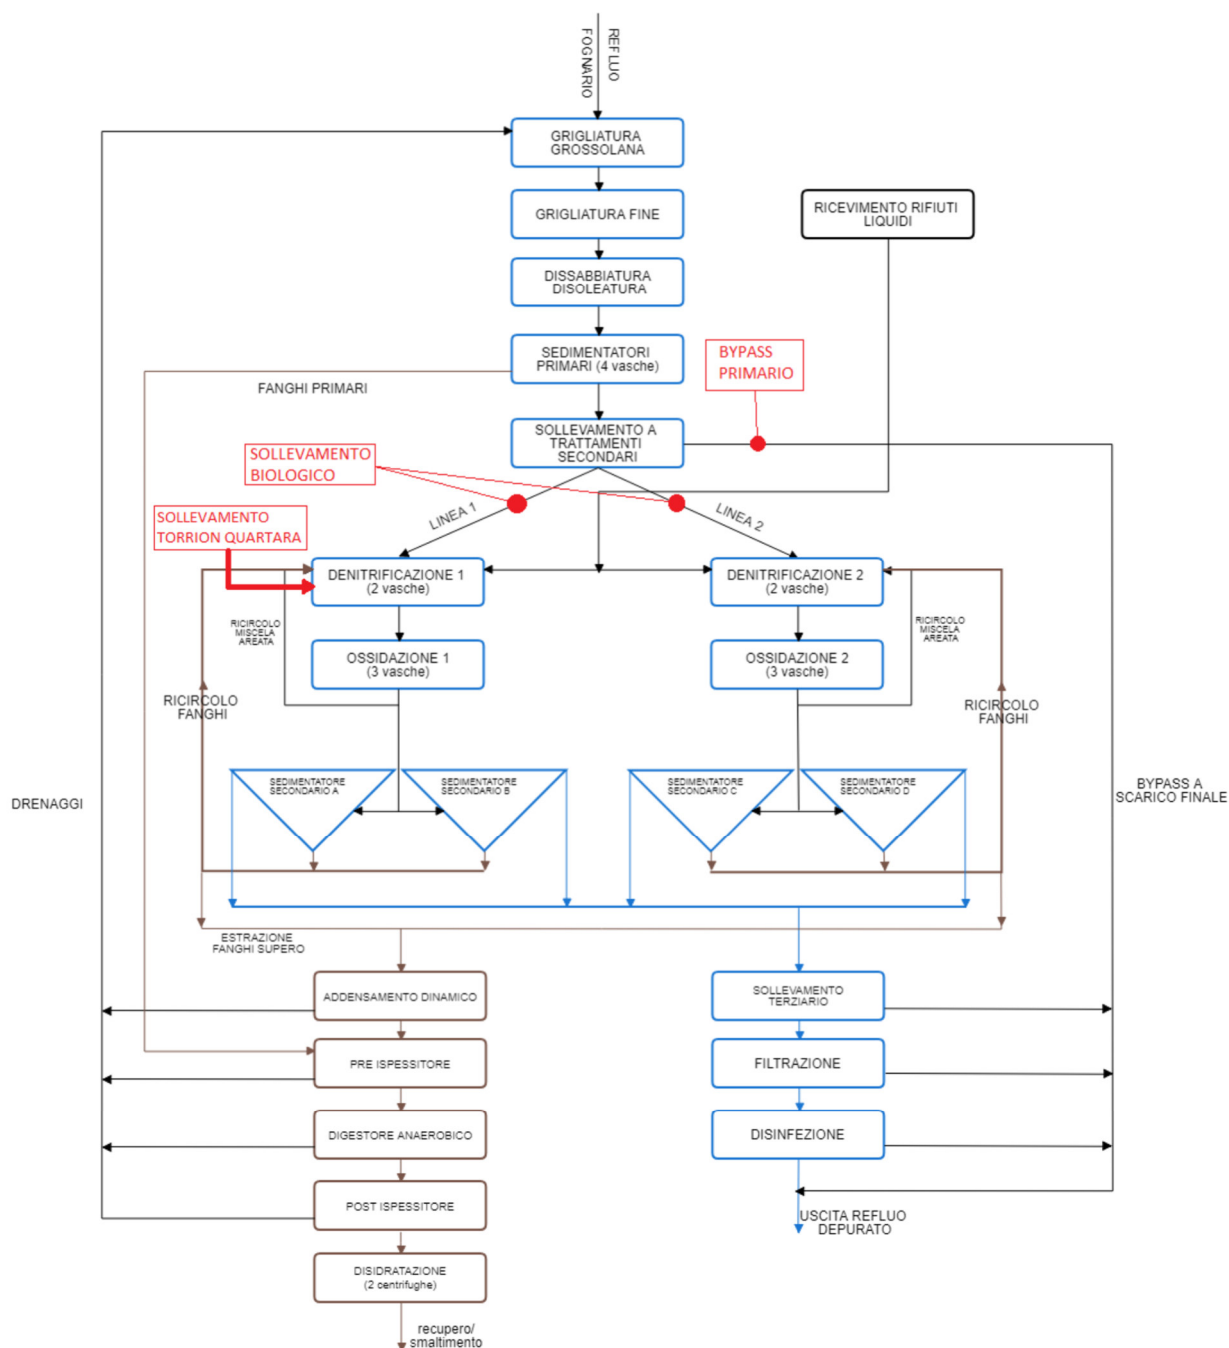 REFLUO
FOGNARIO
GRIGLIATURA
GROSSOLANA
GRIGLIATURA FINE
RICEVIMENTO RIFIUTI
LIQUIDI
DISSABBIATURA
DISOLEATURA
SEDIMENTATORI
PRIMARI (4 vasche)
BYPASS
PRIMARIO
FANGHI PRIMARI
SOLLEVAMENTO A
TRATTAMENTI
SECONDARI
SOLLEVAMENTO
BIOLOGICO
LINEA 1
LINEA 2
SOLLEVAMENTO
TORRION QUARTARA
DENITRIFICAZIONE 1
(2 vasche)
DENITRIFICAZIONE 2
(2 vasche)
RICIRCOLO
MISCELA
AREATA
RICIRCOLO
MISCELA
AREATA
OSSIDAZIONE 1
(3 vasche)
OSSIDAZIONE 2
(3 vasche)
RICIRCOLO
FANGHI
RICIRCOLO
FANGHI
SEDIMENTATORE
SECONDARIO A
SEDIMENTATORE
SECONDARIO B
SEDIMENTATORE
SECONDARIO C
SEDIMENTATORE
SECONDARIO D
DRENAGGI
BYPASS A
SCARICO FINALE
ESTRAZIONE
FANGHI SUPERO
ADDENSAMENTO DINAMICO
SOLLEVAMENTO
TERZIARIO
PRE ISPESSITORE
FILTRAZIONE
DIGESTORE ANAEROBICO
DISINFEZIONE
POST ISPESSITORE
USCITA REFLUO
DEPURATO
DISIDRATAZIONE
(2 centrifughe)
recupero/
smaltimento